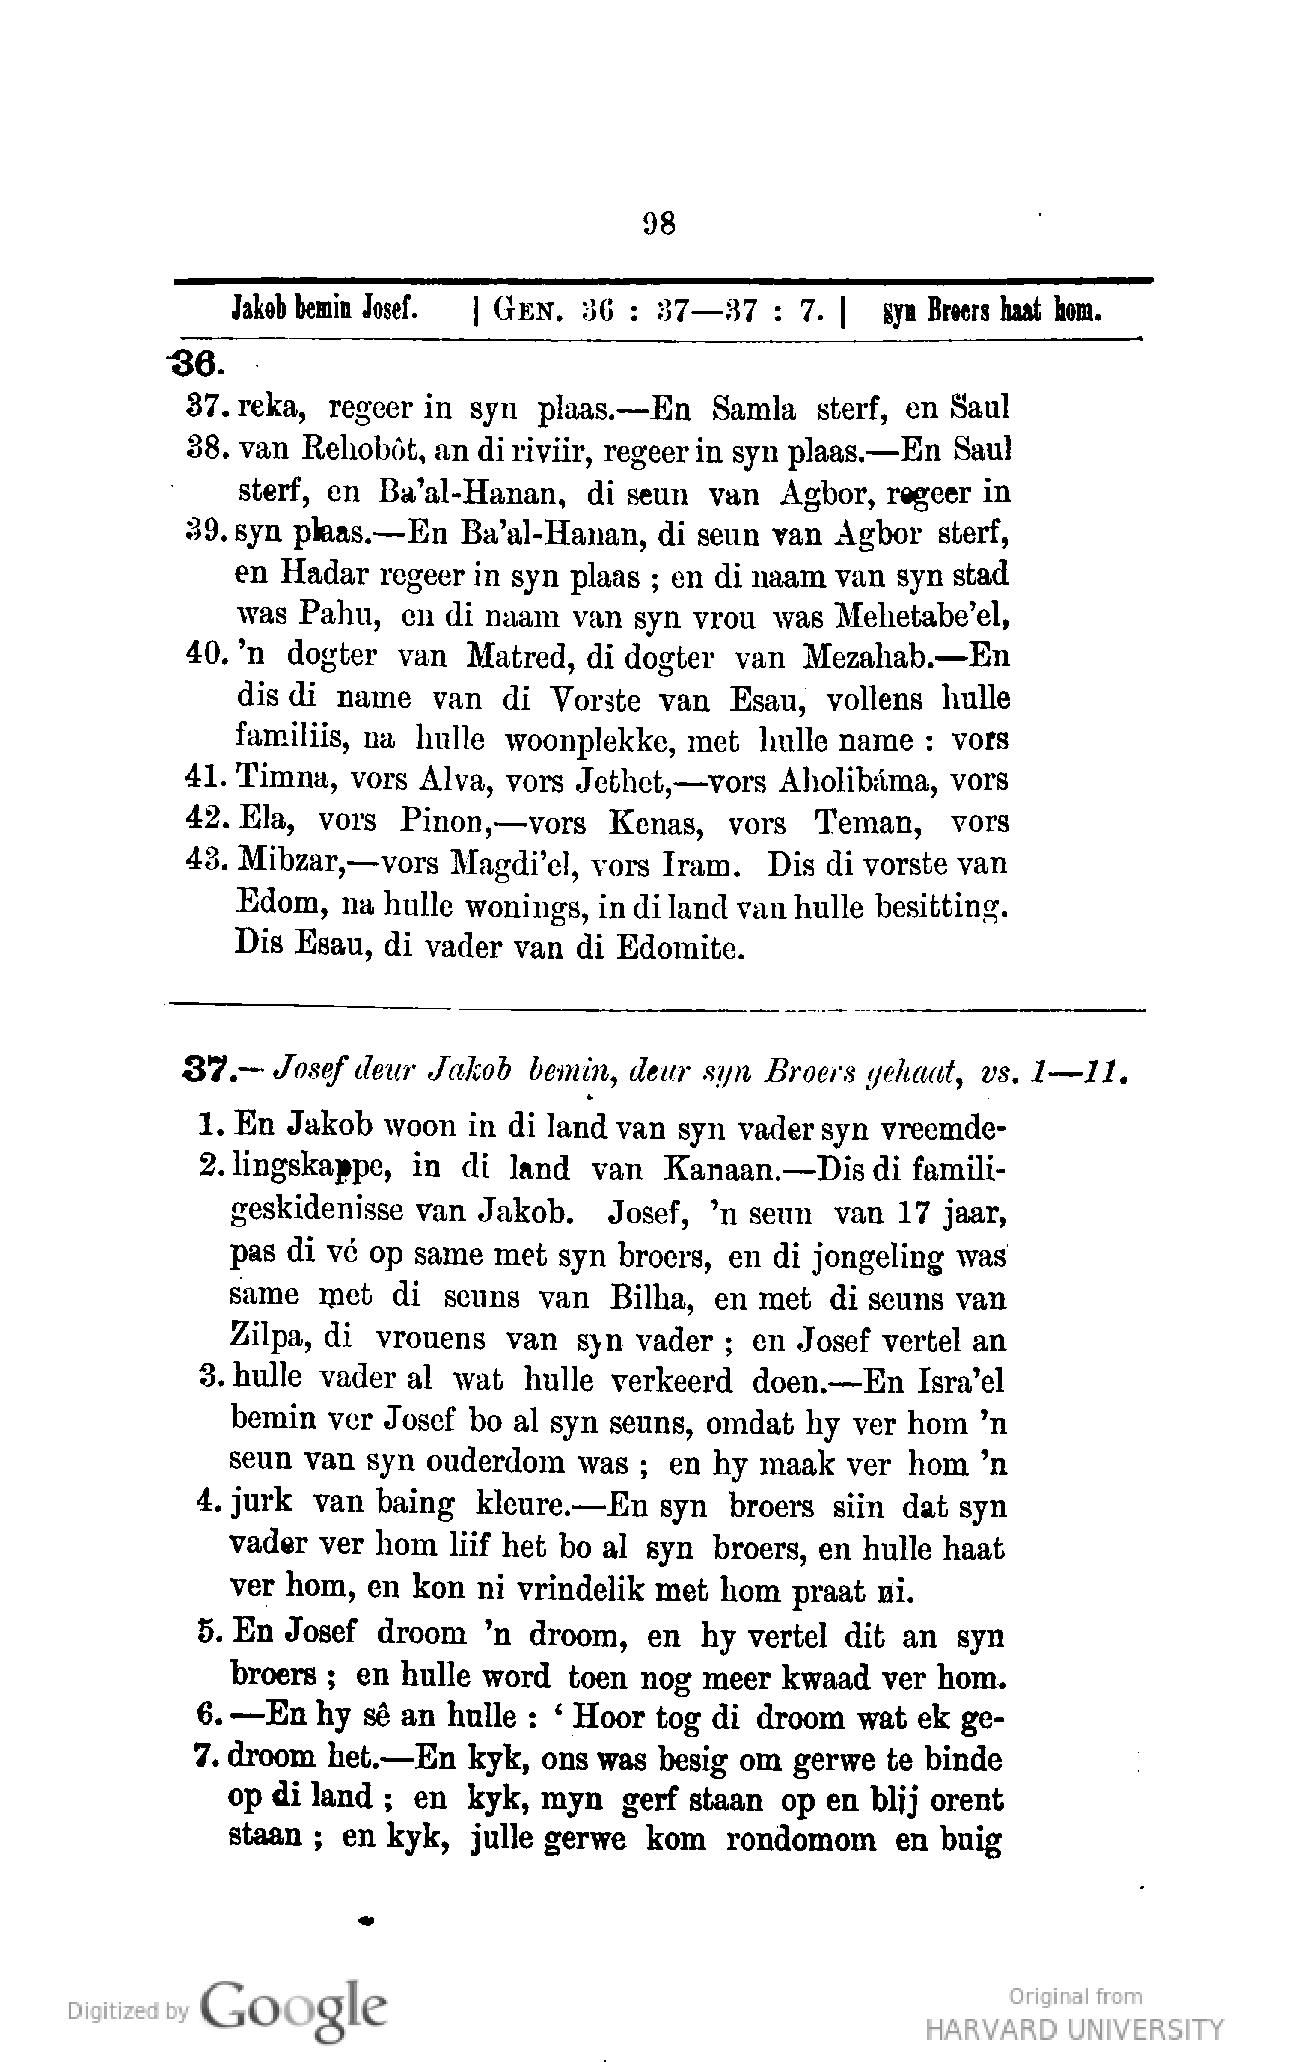 98
Jakob bemin Josef. | GEN. 36 : 37—37 : 7. | syn Broers haat hom.
36.
37. reka, regeer in syn plaas.—En Samla sterf, en Saul
38. van Rehobôt, an di riviir, regeer in syn plaas.—En Saul
sterf, en Ba'al-Hanan, di seun van Agbor, regeer in
39. syn plaas.—En Ba'al-Hanan, di seun van Agbor sterf,
en Hadar regeer in syn plaas ; en di naam van syn stad
was Pahu, en di naam van syn vrou was Mehetabe'el,
40. 'n dogter van Matred, di dogter van Mezahab.—En
dis di name van di Vorste van Esau, vollens hulle
familiis, na hulle woonplekke, met hulle name : vors
41. Timna, vors Alva, vors Jethet,—vors Aholibáma, vors
42. Ela, vors Pinon,—vors Kenas, vors Teman, vors
43. Mibzar,—vors Magdi'el, vors Iram. Dis di vorste van
Edom, na hulle wonings, in di land van hulle besitting.
Dis Esau, di vader van di Edomite.
37.— Josef deur Jakob bemin, deur syn Broers gehaat, vs. 1—11.
1. En Jakob woon in di land van syn vader syn vreemde-
2. lingskappe, in di land van Kanaan.—Dis di famili-
geskidenisse van Jakob. Josef, 'n seun van 17 jaar,
pas di vé op same met syn broers, en di jongeling was
same met di seuns van Bilha, en met di seuns van
Zilpa, di vrouens van syn vader ; en Josef vertel an
3. hulle vader al wat hulle verkeerd doen.—En Isra'el
bemin ver Josef bo al syn seuns, omdat hy ver hom 'n
seun van syn ouderdom was ; en hy maak ver hom 'n
4. jurk van baing kleure.—En syn broers siin dat syn
vader ver hom liif het bo al syn broers, en hulle haat
ver hom, en kon ni vrindelik met hom praat ni.
5. En Josef droom 'n droom, en hy vertel dit an syn
broers ; en hulle word toen nog meer kwaad ver hom.
6. —En hy sê an hulle : ‘ Hoor tog di droom wat ek ge-
7. droom het.—En kyk, ons was besig om gerwe te binde
op di land ; en kyk, myn gerf staan op en blij orent
staan ; en kyk, julle gerwe kom rondomom en buig
Digitized by Google
Original from
HARVARD UNIVERSITY